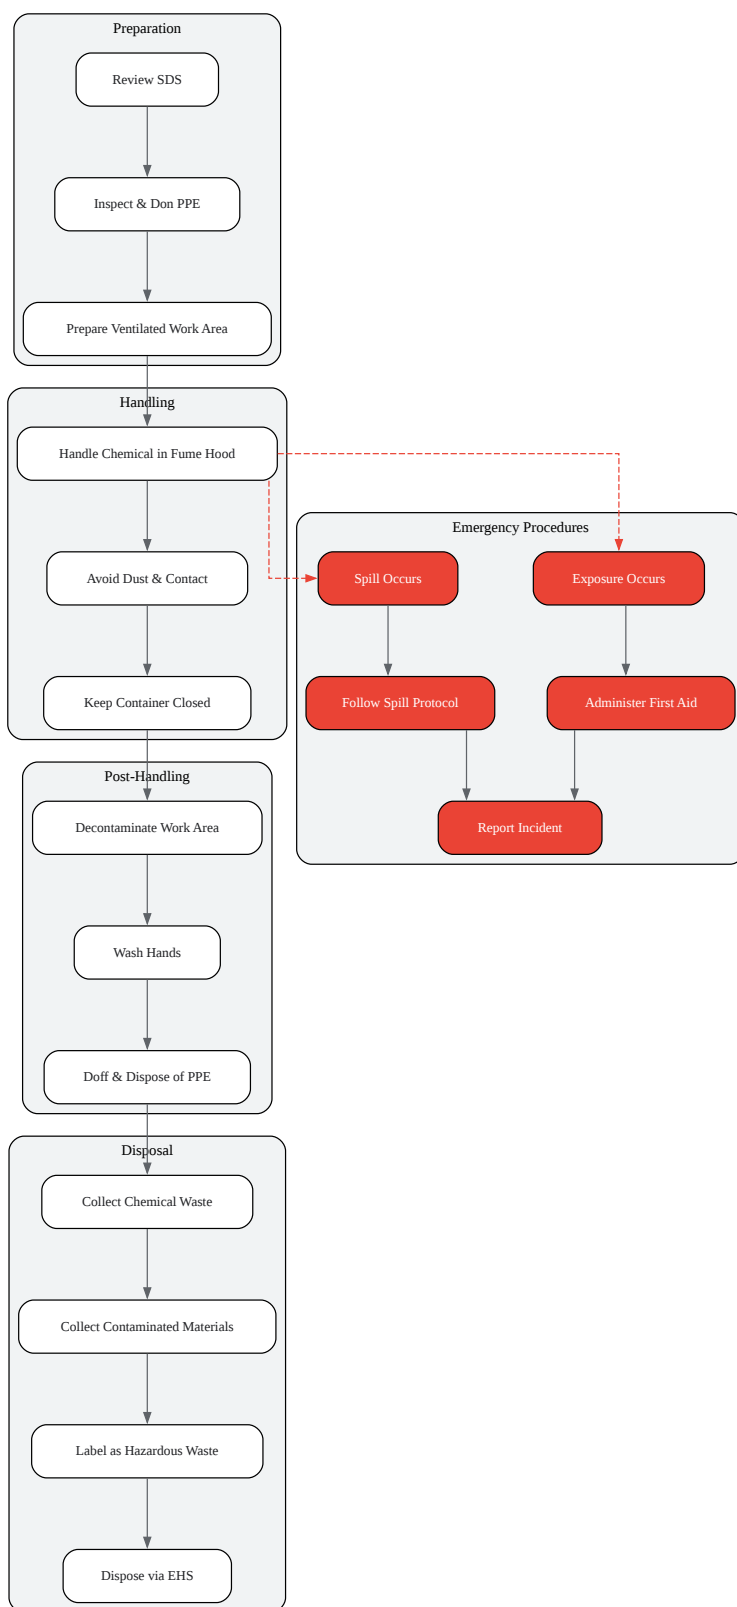 Preparation
Review SDS
Inspect & Don PPE
Prepare Ventilated Work Area
Handling
Handle Chemical in Fume Hood
Avoid Dust & Contact
Keep Container Closed
Emergency Procedures
Spill Occurs
Exposure Occurs
Follow Spill Protocol
Administer First Aid
Report Incident
Post-Handling
Decontaminate Work Area
Wash Hands
Doff & Dispose of PPE
Disposal
Collect Chemical Waste
Collect Contaminated Materials
Label as Hazardous Waste
Dispose via EHS